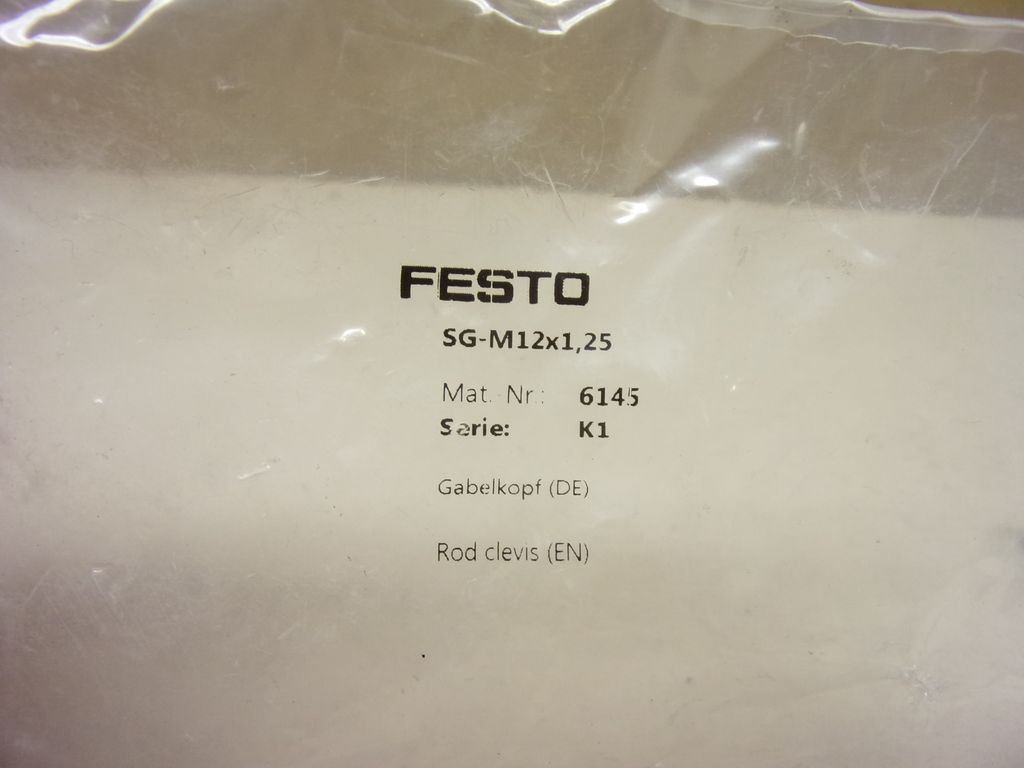 FESTO
SG-M12x1,25
Mat. Nr.: 6145
Serie: K1
Gabelkopf (DE)
Rod clevis (EN)